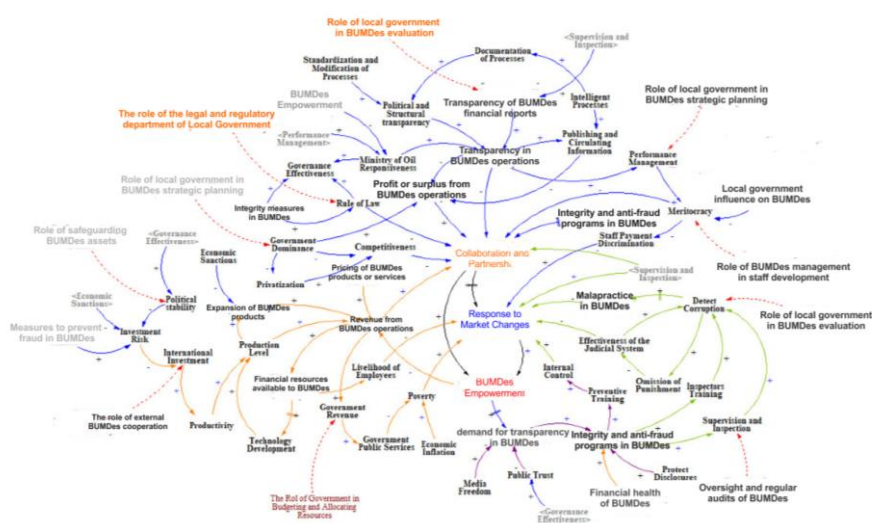 Role of local government
in BUMDes evaluation
<Supervision and
Inspection>
Standardization and
Modification of
Processes
Documentation
of Processes
BUMDes
Empowerment
Political and
Structural transparency
Transparency of BUMDes
financial reports
Intelligent
Processes
Role of local government in
BUMDes strategic planning
The role of the legal and regulatory
department of Local Government
<Performance
Management>
Publishing and
Circulating
Information
Transparency in
BUMDes operations
Ministry of Oil
Responsiveness
Performance
Management
Governance
Effectiveness
Role of local government in
BUMDes strategic planning
Profit or surplus from
BUMDes operations
Local government
influence on BUMDes
Integrity measures
in BUMDes
Rule of Law
Integrity and anti-fraud
programs in BUMDes
Meritocracy
Role of safeguarding
BUMDes assets
<Governance
Effectiveness>
Economic
Sanctions
Government
Dominance
Competitiveness
Staff Payment
Discrimination
Collaboration and
Partnership
Role of BUMDes management
in staff development
Privatization
Pricing of BUMDes
products or services
<Supervision and
Inspection>
<Economic
Sanctions>
Political
stability
Expansion of BUMDes
products
Malapractice
in BUMDes
Detect
Corruption
Measures to prevent
fraud in BUMDes
Investment
Risk
Revenue from
BUMDes operations
Response to
Market Changes
Role of local government in
BUMDes evaluation
International
Investment
Production
Level
Effectiveness of the
Judicial System
Livelihood of
Employees
Internal
Control
Financial resources
available to BUMDes
BUMDes
Empowerment
Omission of
Punishment
Inspectors
Training
Preventive
Training
The role of external
BUMDes cooperation
Productivity
Government
Revenue
Poverty
Supervision and
Inspection
Technology
Development
Government
Public Services
Economic
Inflation
demand for transparency
in BUMDes
Integrity and anti-fraud
programs in BUMDes
Media
Freedom
Public Trust
Protect
Disclosures
The Rol of Government in
Budgeting and Allocating
Resources
<Governance
Effectiveness>
Financial health
of BUMDes
Oversight and regular
audits of BUMDes